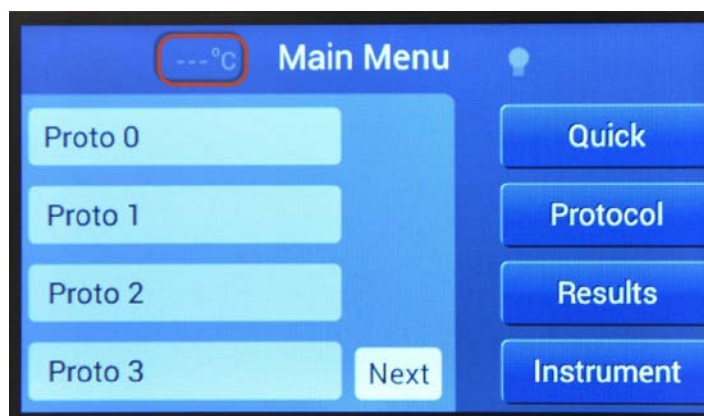 ---°C Main Menu
Proto 0
Quick
Proto 1
Protocol
Proto 2
Results
Proto 3
Next
Instrument